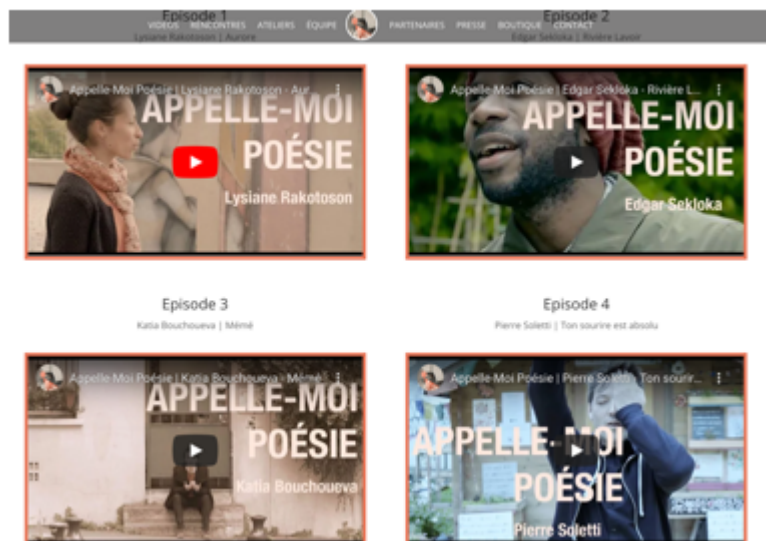 Episode 1
Episode 2
VIDÉOS RENCONTRES ATELIERS ÉQUIPE PARTENAIRES PRESSE BOUTIQUE CONTACT
Lysiane Rakotoson | Aurore
Edgar Sekloka | Rivière Lavoir
Appelle Moi Poésie | Lysiane Rakotoson - Aur...
APPELLE-MOI
POÉSIE
Lysiane Rakotoson
Appelle Moi Poésie | Edgar Sekloka - Rivière L...
APPELLE-MOI
POÉSIE
Edgar Sekloka
Episode 3
Katia Bouchoueva | Mémé
Episode 4
Pierre Soletti | Ton sourire est absolu
Appelle Moi Poésie | Katia Bouchoueva - Mémé
APPELLE-MOI
POÉSIE
Katia Bouchoueva
Appelle Moi Poésie | Pierre Soletti - Ton sourir...
APPELLE-MOI
POÉSIE
Pierre Soletti